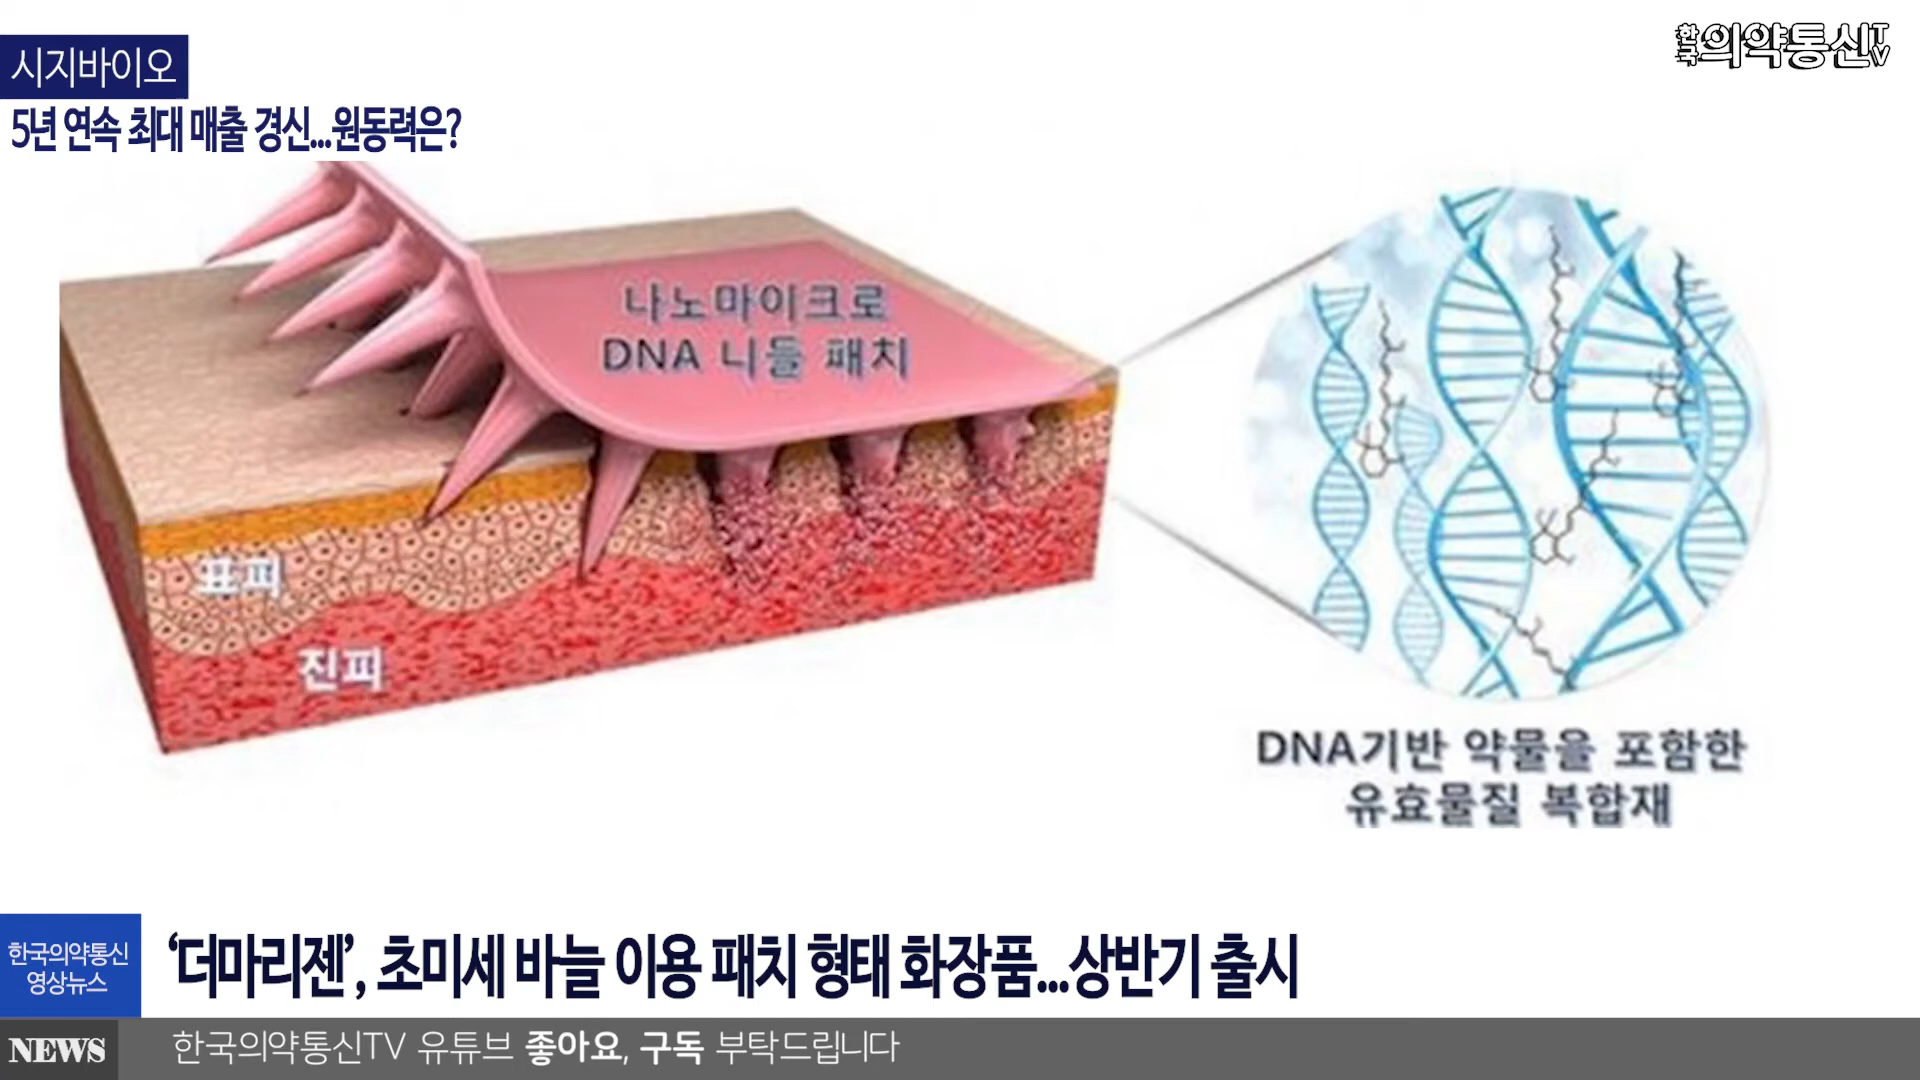 시지바이오
한국의약통신TV
5년 연속 최대 매출 경신...원동력은?
나노마이크로
DNA 니들 패치
표피
진피
DNA기반 약물을 포함한
유효물질 복합재
한국의약통신
영상뉴스
‘더마리젠’, 초미세 바늘 이용 패치 형태 화장품...상반기 출시
NEWS
한국의약통신TV 유튜브 좋아요, 구독 부탁드립니다